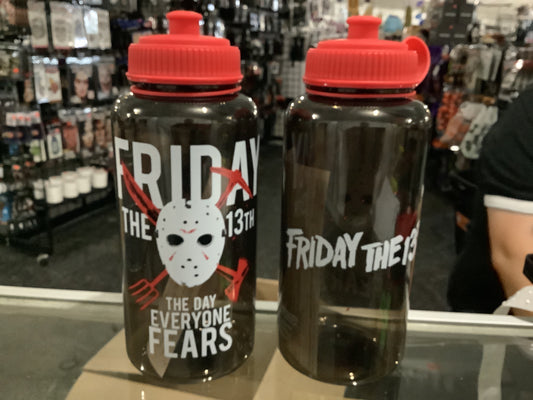 FRIDAY
THE 13TH
THE DAY
EVERYONE
FEARS
FRIDAY THE 13